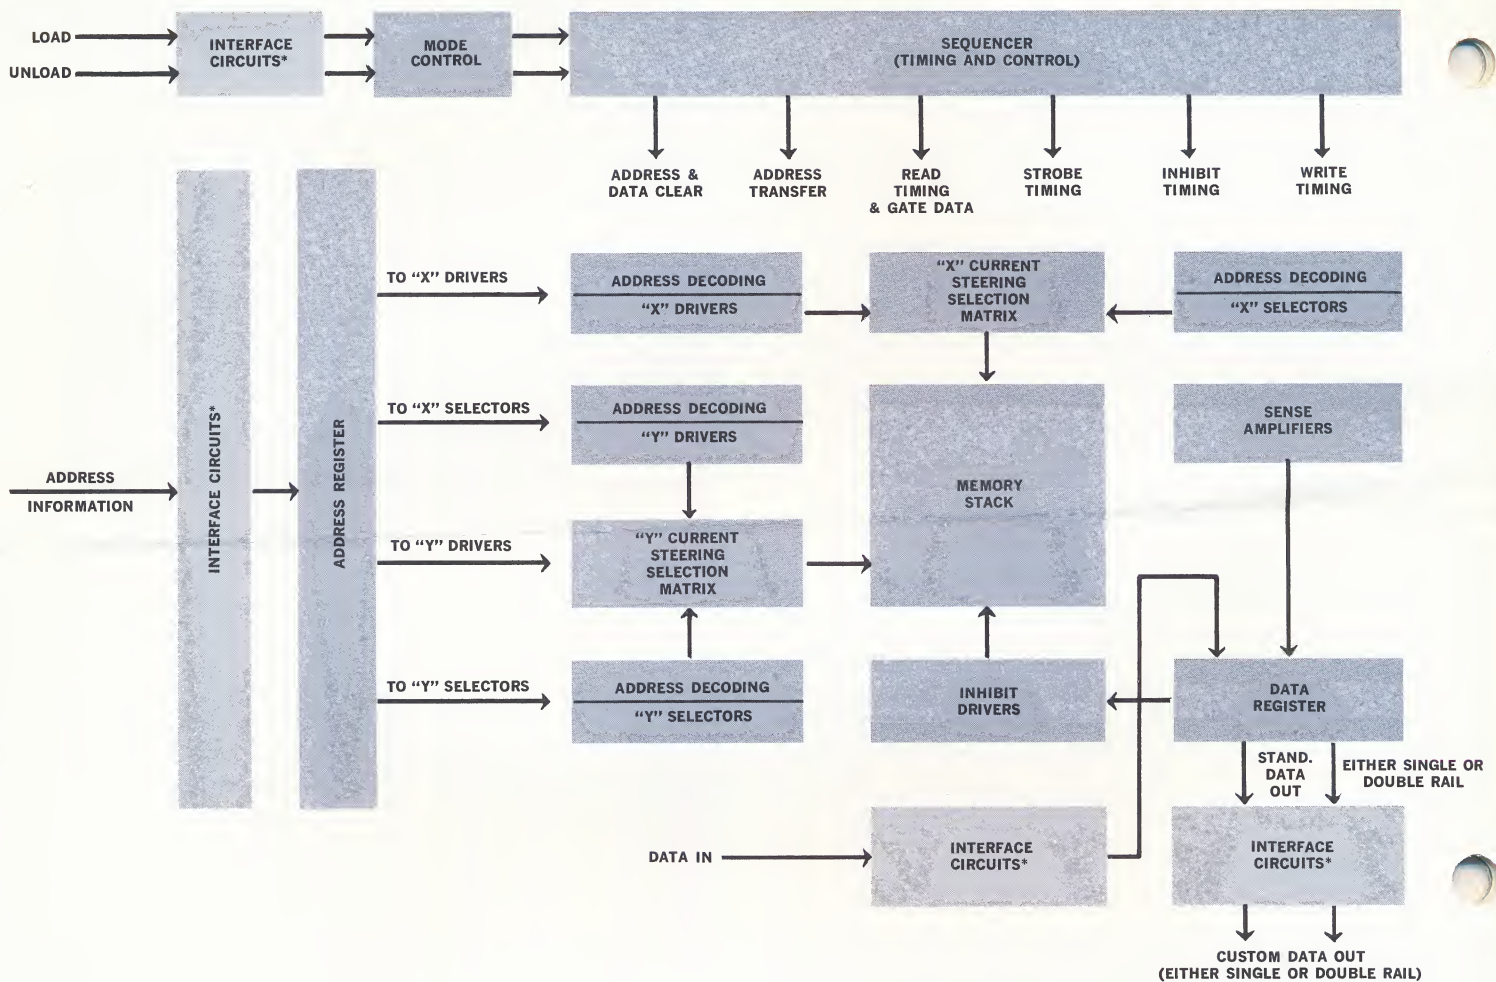 LOAD
UNLOAD
INTERFACE
CIRCUITS*
MODE
CONTROL
SEQUENCER
(TIMING AND CONTROL)
ADDRESS &
DATA CLEAR
ADDRESS
TRANSFER
READ
TIMING
& GATE DATA
STROBE
TIMING
INHIBIT
TIMING
WRITE
TIMING
ADDRESS
INFORMATION
INTERFACE CIRCUITS*
ADDRESS REGISTER
TO “X” DRIVERS
ADDRESS DECODING
“X” DRIVERS
“X” CURRENT
STEERING
SELECTION
MATRIX
ADDRESS DECODING
“X” SELECTORS
TO “X” SELECTORS
ADDRESS DECODING
“Y” DRIVERS
MEMORY
STACK
SENSE
AMPLIFIERS
TO “Y” DRIVERS
“Y” CURRENT
STEERING
SELECTION
MATRIX
TO “Y” SELECTORS
ADDRESS DECODING
“Y” SELECTORS
INHIBIT
DRIVERS
DATA
REGISTER
STAND.
DATA
OUT
EITHER SINGLE OR
DOUBLE RAIL
DATA IN
INTERFACE
CIRCUITS*
INTERFACE
CIRCUITS*
CUSTOM DATA OUT
(EITHER SINGLE OR DOUBLE RAIL)